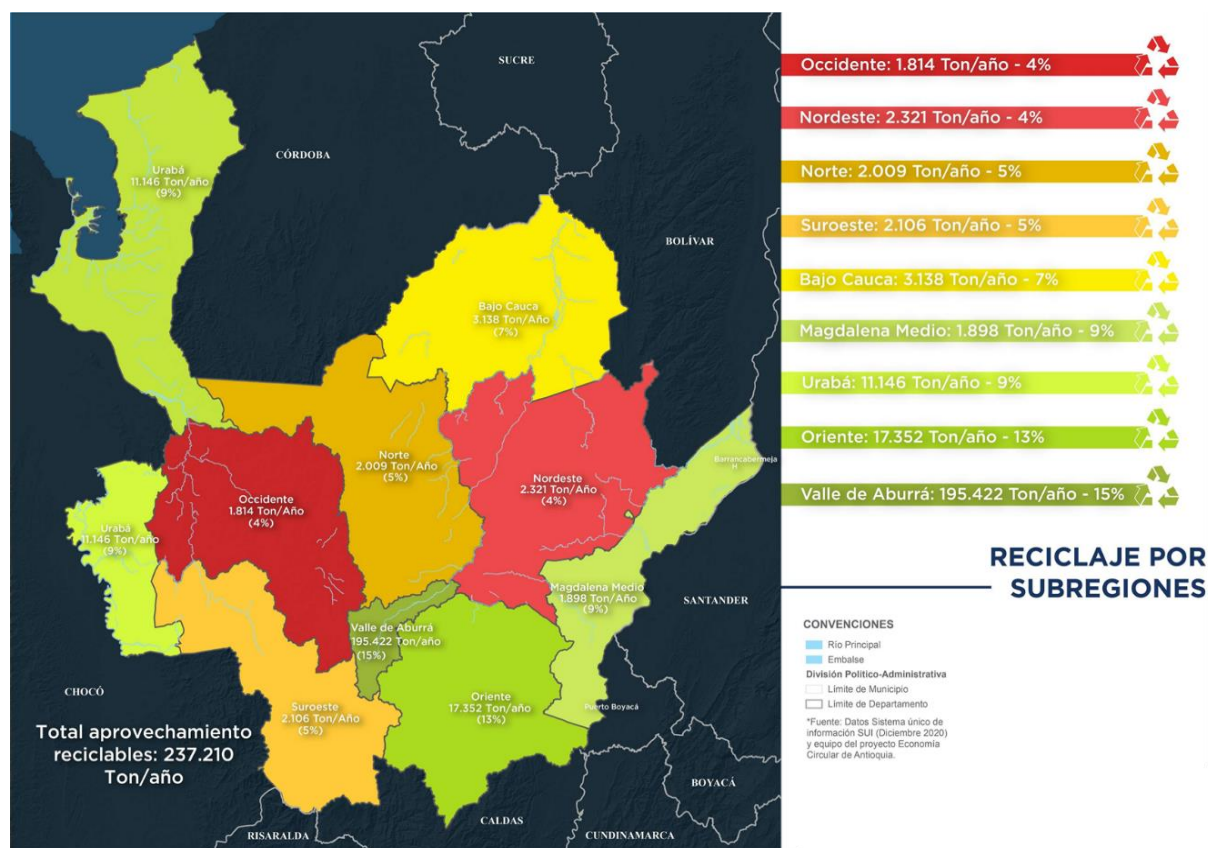 SUCRE
CÓRDOBA
BOLÍVAR
Urabá
11.146 Ton/año
(9%)
Bajo Cauca
3.138 Ton/Año
(7%)
Norte
2.009 Ton/Año
(5%)
Nordeste
2.321 Ton/Año
(4%)
Barrancabermeja
H
Occidente
1.814 Ton/Año
(4%)
Urabá
11.146 Ton/año
(9%)
Magdalena Medio
1.898 Ton/Año
(9%)
SANTANDER
Valle de Aburrá
195.422 Ton/año
(15%)
Oriente
17.352 Ton/año
(13%)
Puerto Boyacá
CHOCÓ
Suroeste
2.106 Ton/Año
(5%)
Total aprovechamiento
reciclables: 237.210
Ton/año
BOYACÁ
CALDAS
RISARALDA
CUNDINAMARCA
Occidente: 1.814 Ton/año - 4%
Nordeste: 2.321 Ton/año - 4%
Norte: 2.009 Ton/año - 5%
Suroeste: 2.106 Ton/año - 5%
Bajo Cauca: 3.138 Ton/año - 7%
Magdalena Medio: 1.898 Ton/año - 9%
Urabá: 11.146 Ton/año - 9%
Oriente: 17.352 Ton/año - 13%
Valle de Aburrá: 195.422 Ton/año - 15%
RECICLAJE POR
SUBREGIONES
CONVENCIONES
Río Principal
Embalse
División Político-Administrativa
Límite de Municipio
Límite de Departamento
*Fuente: Datos Sistema único de
información SUI (Diciembre 2020)
y equipo del proyecto Economía
Circular de Antioquia.